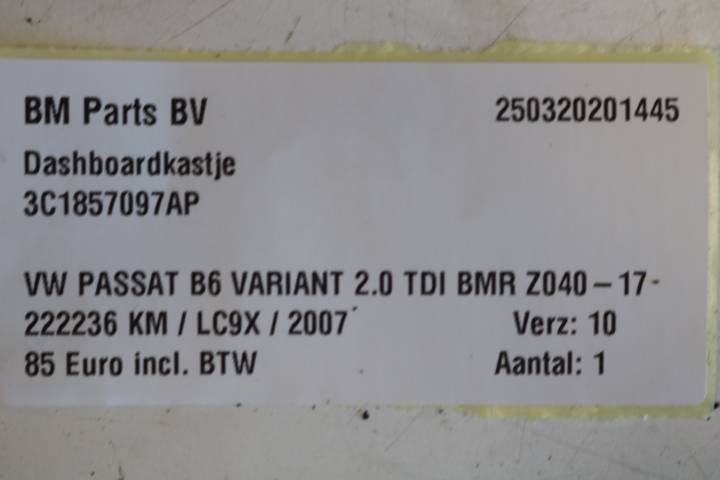 BM Parts BV 250320201445
Dashboardkastje
3C1857097AP
VW PASSAT B6 VARIANT 2.0 TDI BMR Z040-17-
222236 KM / LC9X / 2007 Verz: 10
85 Euro incl. BTW Aantal: 1